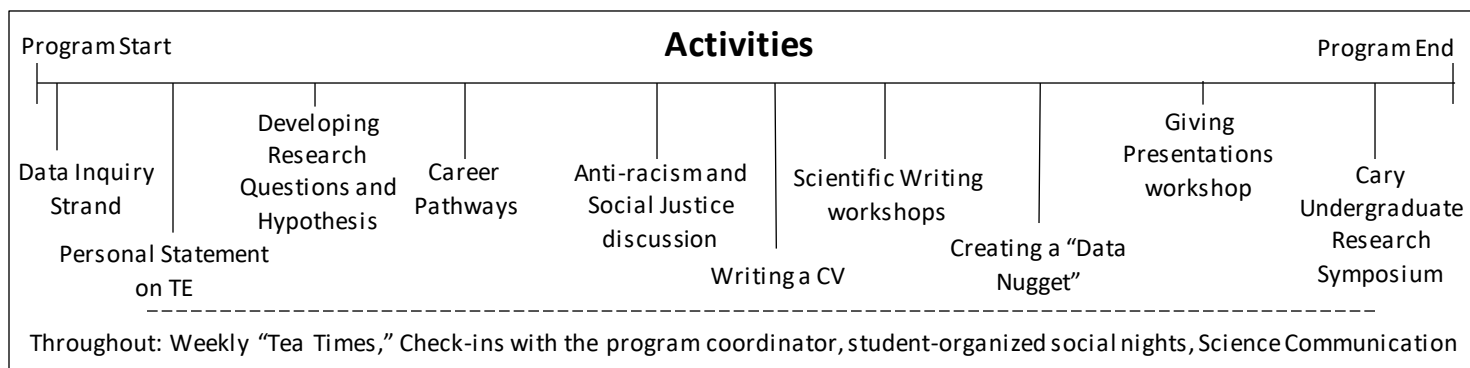 Activities
Program Start
Program End
Data Inquiry
Strand
Personal Statement
on TE
Developing
Research
Questions and
Hypothesis
Career
Pathways
Anti-racism and
Social Justice
discussion
Writing a CV
Scientific Writing
workshops
Creating a “Data
Nugget”
Giving
Presentations
workshop
Cary
Undergraduate
Research
Symposium
Throughout: Weekly “Tea Times,” Check-ins with the program coordinator, student-organized social nights, Science Communication